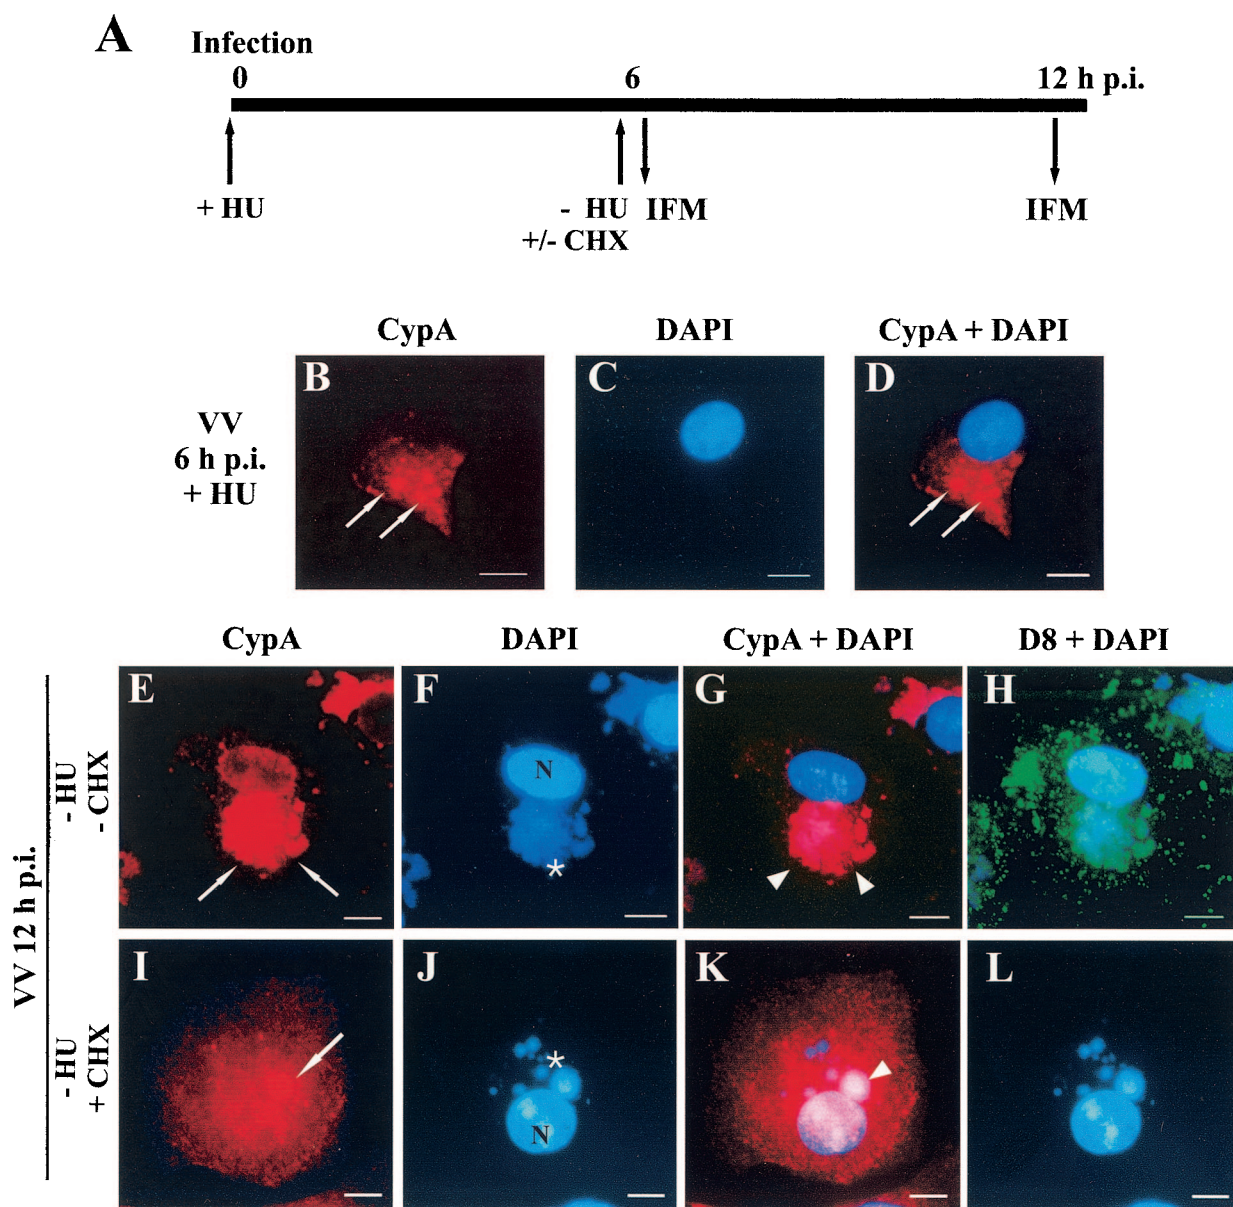 A
Infection
0 6 12 h p.i.
+ HU
- HU IFM
+/- CHX
IFM
CypA DAPI CypA + DAPI
B C D
VV
6 h p.i.
+ HU
CypA DAPI CypA + DAPI D8 + DAPI
E F G H
N
*
VV 12 h p.i.
- HU
- CHX
I J K L
*
N
- HU
+ CHX